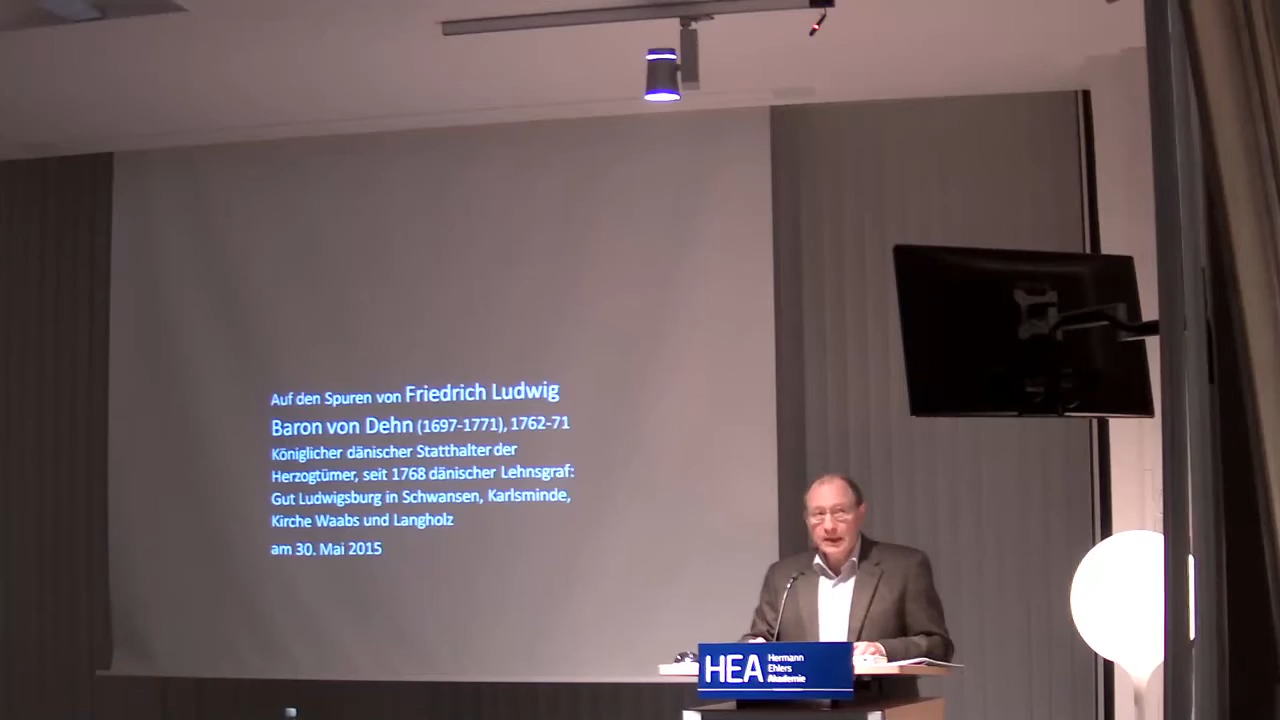 Auf den Spuren von Friedrich Ludwig
Baron von Dehn (1697-1771), 1762-71
Königlicher dänischer Statthalter der
Herzogtümer, seit 1768 dänischer Lehnsgraf:
Gut Ludwigsburg in Schwansen, Karlsminde,
Kirche Waabs und Langholz
am 30. Mai 2015
HEA
Hermann
Ehlers
Akademie